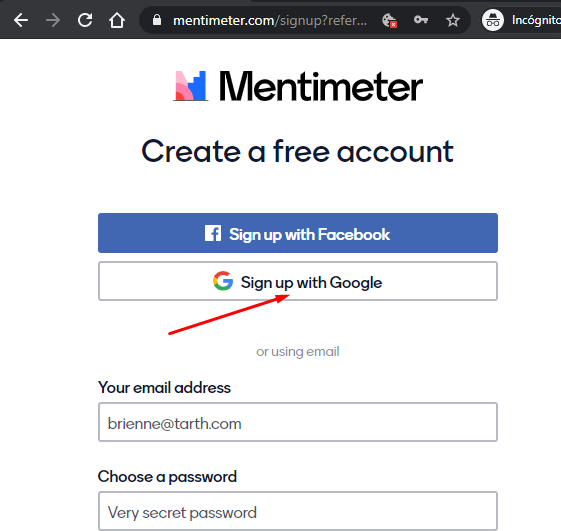 mentimeter.com/signup?refer...
Incógnito
Mentimeter
Create a free account
Sign up with Facebook
Sign up with Google
or using email
Your email address
brienne@tarth.com
Choose a password
Very secret password